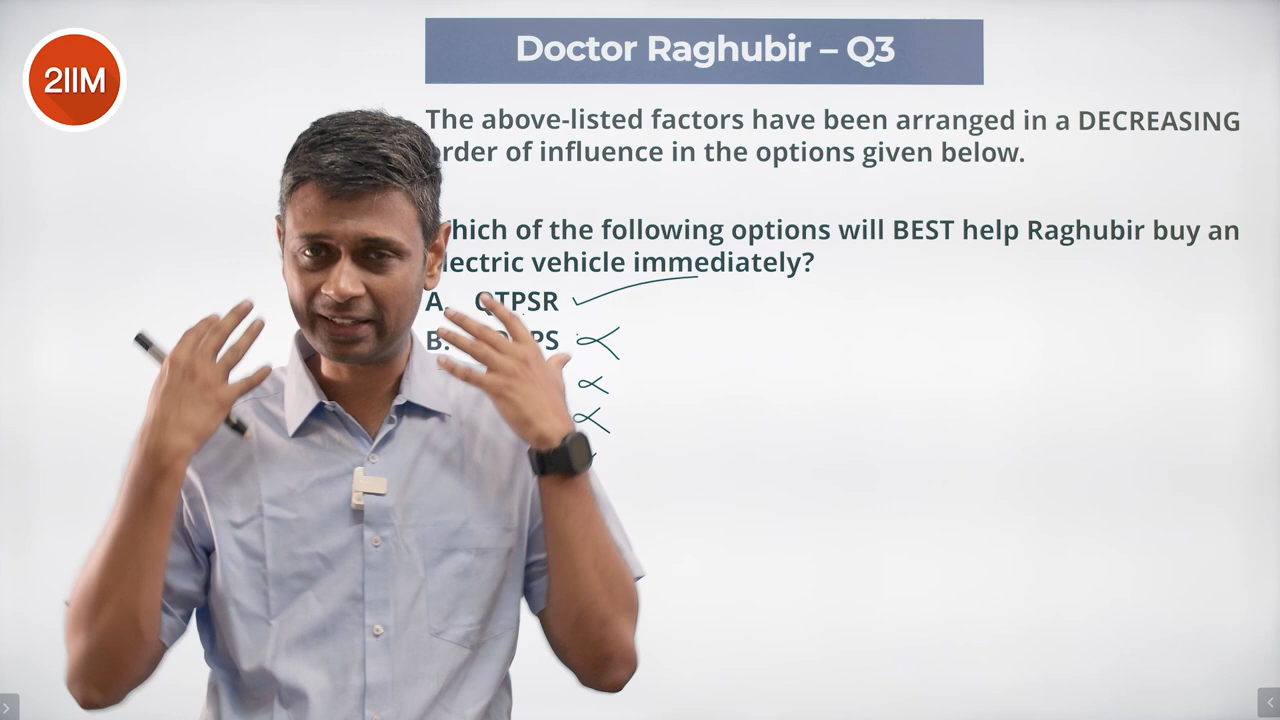 2IIM
Doctor Raghubir – Q3
The above-listed factors have been arranged in a DECREASING
order of influence in the options given below.
Which of the following options will BEST help Raghubir buy an
electric vehicle immediately?
A. QTPSR
B. PS